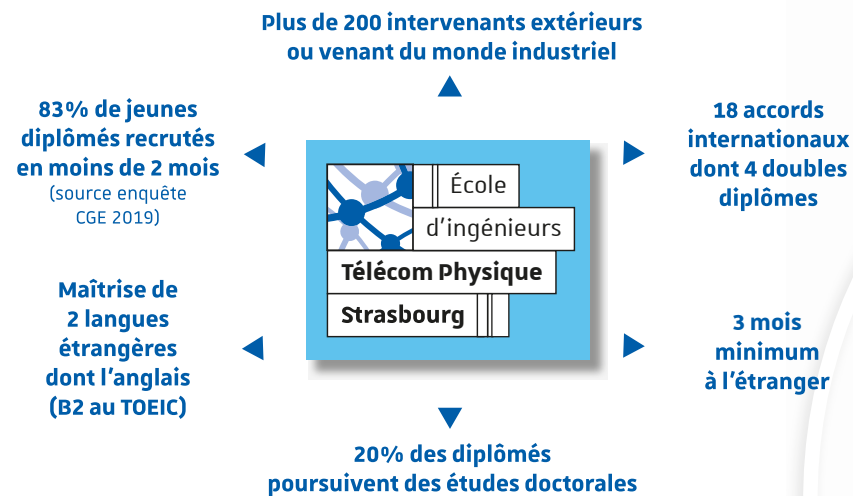 Plus de 200 intervenants extérieurs
ou venant du monde industriel
83% de jeunes
diplômés recrutés
en moins de 2 mois
(source enquête
CGE 2019)
18 accords
internationaux
dont 4 doubles
diplômes
École
d'ingénieurs
Télécom Physique
Strasbourg
Maîtrise de
2 langues
étrangères
dont l'anglais
(B2 au TOEIC)
3 mois
minimum
à l'étranger
20% des diplômés
poursuivent des études doctorales